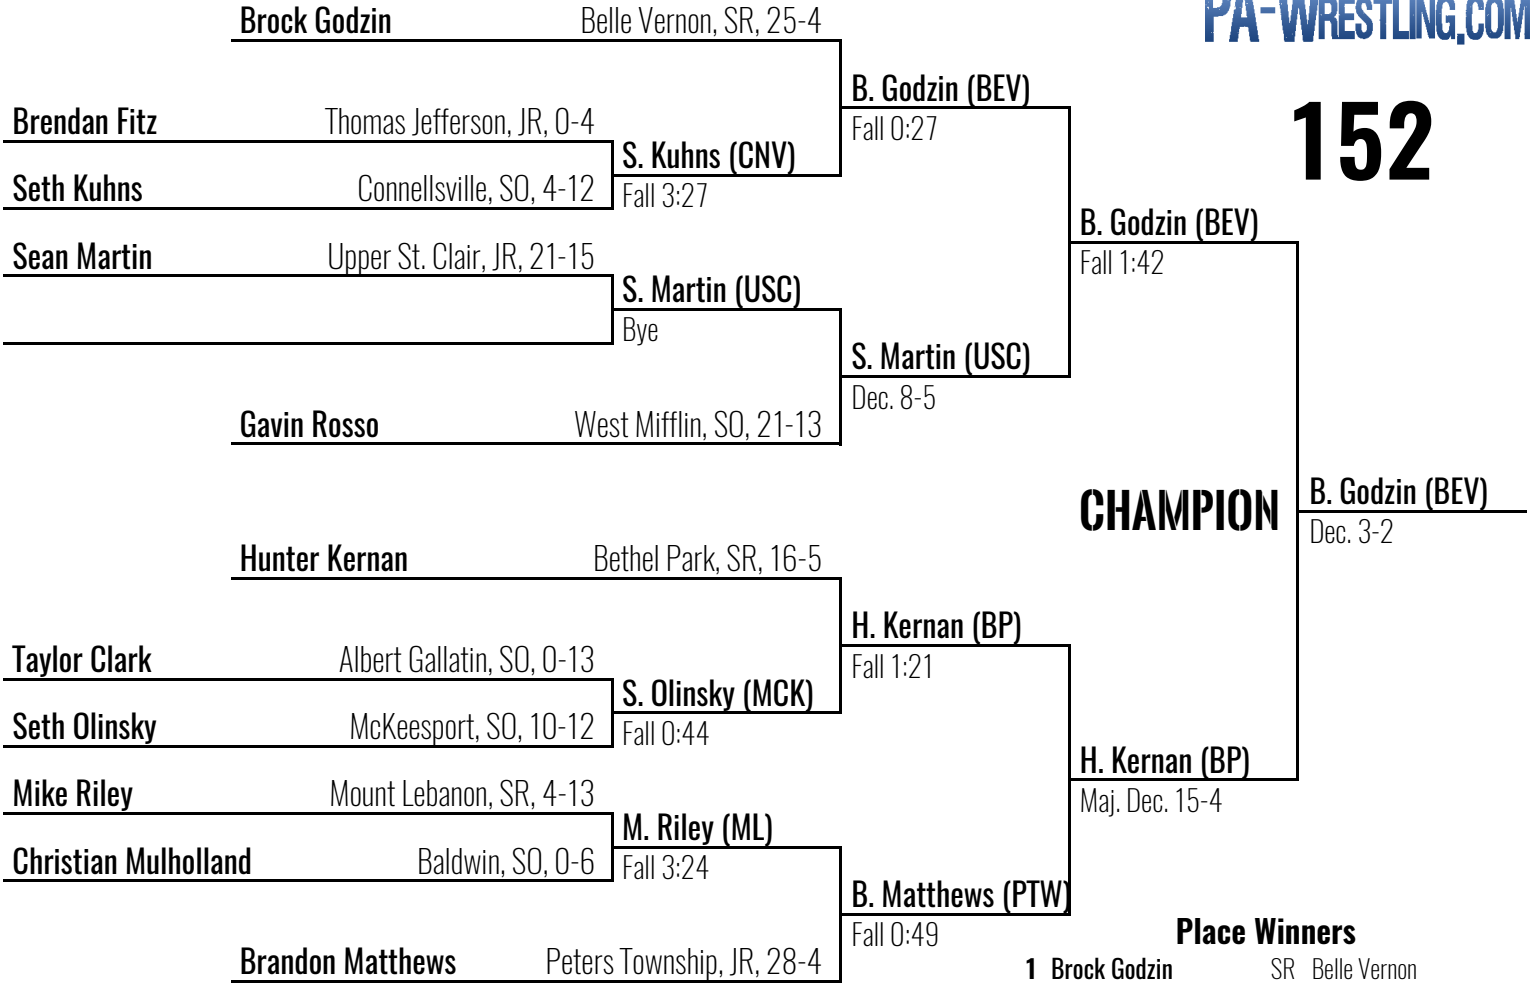 Brock Godzin Belle Vernon, SR, 25-4
PA-WRESTLING.COM
B. Godzin (BEV)
Fall 0:27
152
Brendan Fitz Thomas Jefferson, JR, 0-4
S. Kuhns (CNV)
Fall 3:27
Seth Kuhns Connellsville, SO, 4-12
B. Godzin (BEV)
Fall 1:42
Sean Martin Upper St. Clair, JR, 21-15
S. Martin (USC)
Bye
S. Martin (USC)
Dec. 8-5
Gavin Rosso West Mifflin, SO, 21-13
CHAMPION
B. Godzin (BEV)
Dec. 3-2
Hunter Kernan Bethel Park, SR, 16-5
H. Kernan (BP)
Fall 1:21
Taylor Clark Albert Gallatin, SO, 0-13
S. Olinsky (MCK)
Fall 0:44
Seth Olinsky McKeesport, SO, 10-12
H. Kernan (BP)
Maj. Dec. 15-4
Mike Riley Mount Lebanon, SR, 4-13
M. Riley (ML)
Fall 3:24
Christian Mulholland Baldwin, SO, 0-6
B. Matthews (PTW)
Fall 0:49
Brandon Matthews Peters Township, JR, 28-4
Place Winners
1 Brock Godzin SR Belle Vernon